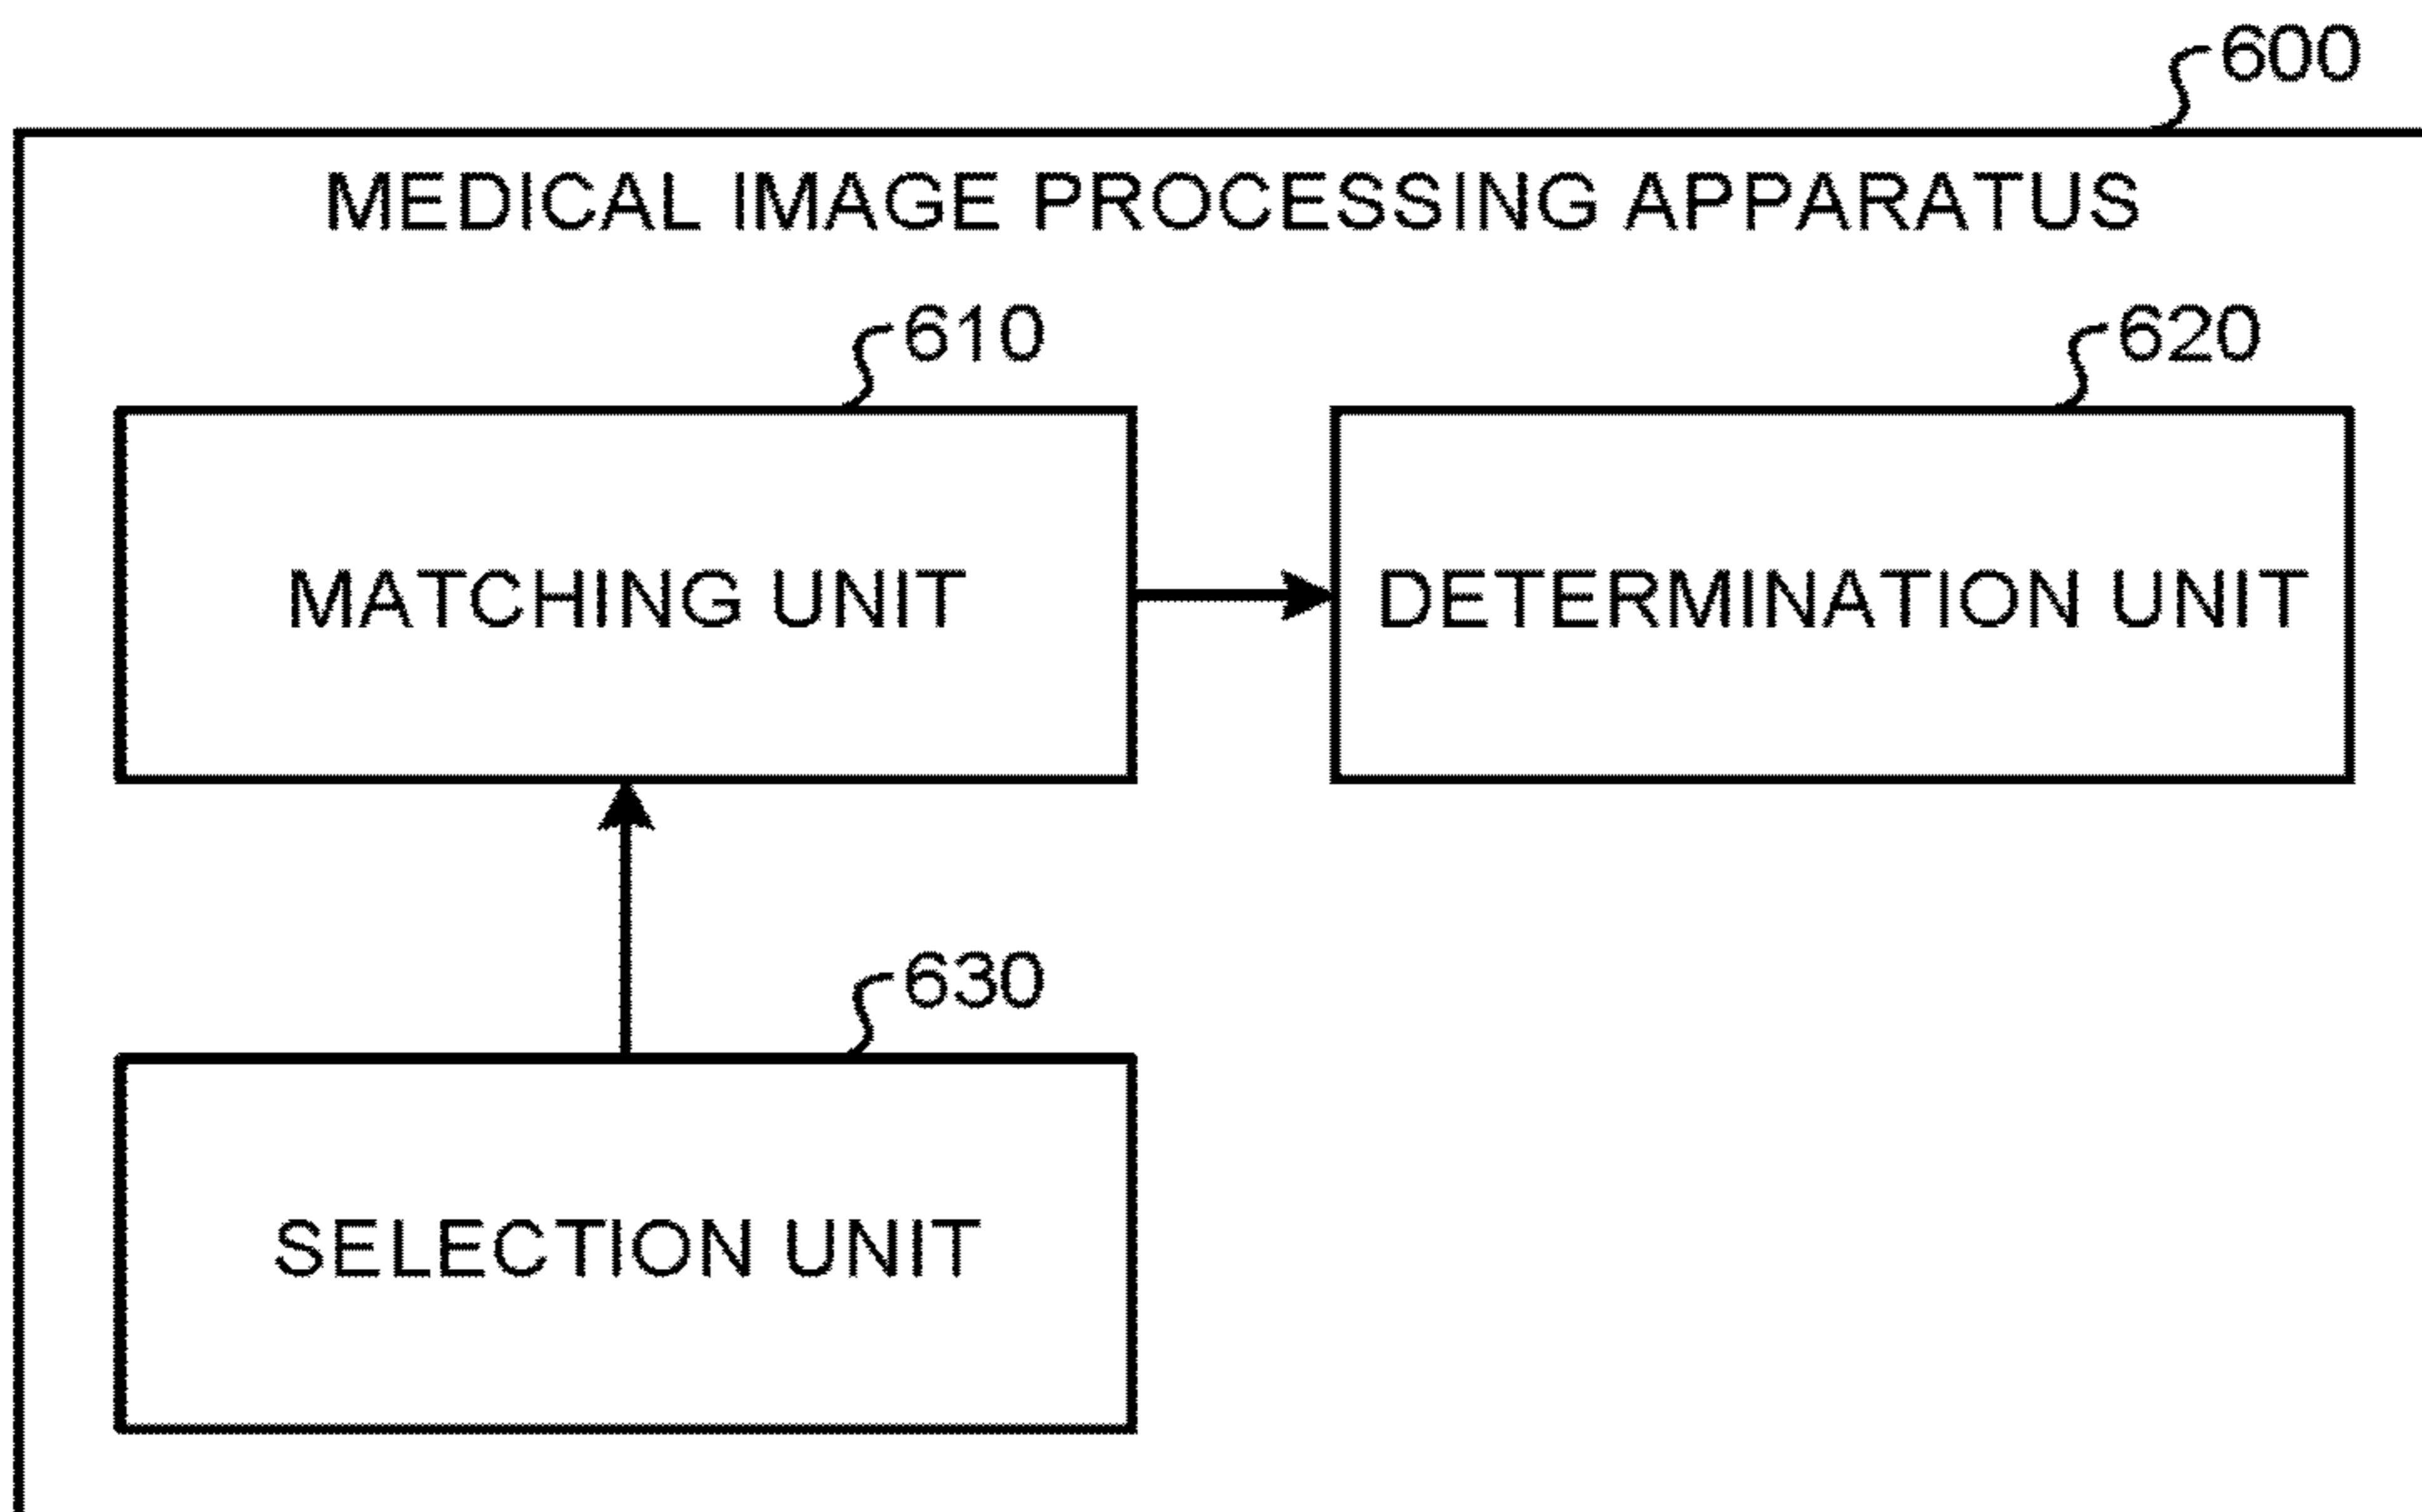 600
MEDICAL IMAGE PROCESSING APPARATUS
610
620
MATCHING UNIT
DETERMINATION UNIT
630
SELECTION UNIT